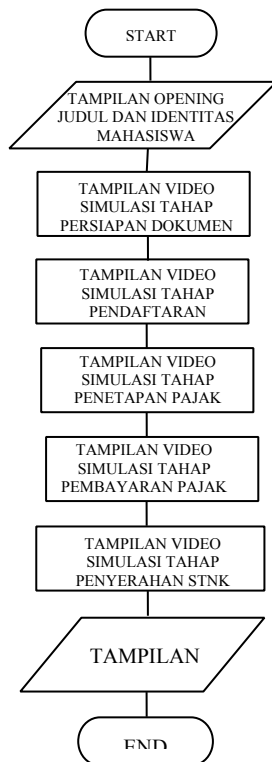 START
TAMPILAN OPENING
JUDUL DAN IDENTITAS
MAHASISWA
TAMPILAN VIDEO
SIMULASI TAHAP
PERSIAPAN DOKUMEN
TAMPILAN VIDEO
SIMULASI TAHAP
PENDAFTARAN
TAMPILAN VIDEO
SIMULASI TAHAP
PENETAPAN PAJAK
TAMPILAN VIDEO
SIMULASI TAHAP
PEMBAYARAN PAJAK
TAMPILAN VIDEO
SIMULASI TAHAP
PENYERAHAN STNK
TAMPILAN
END